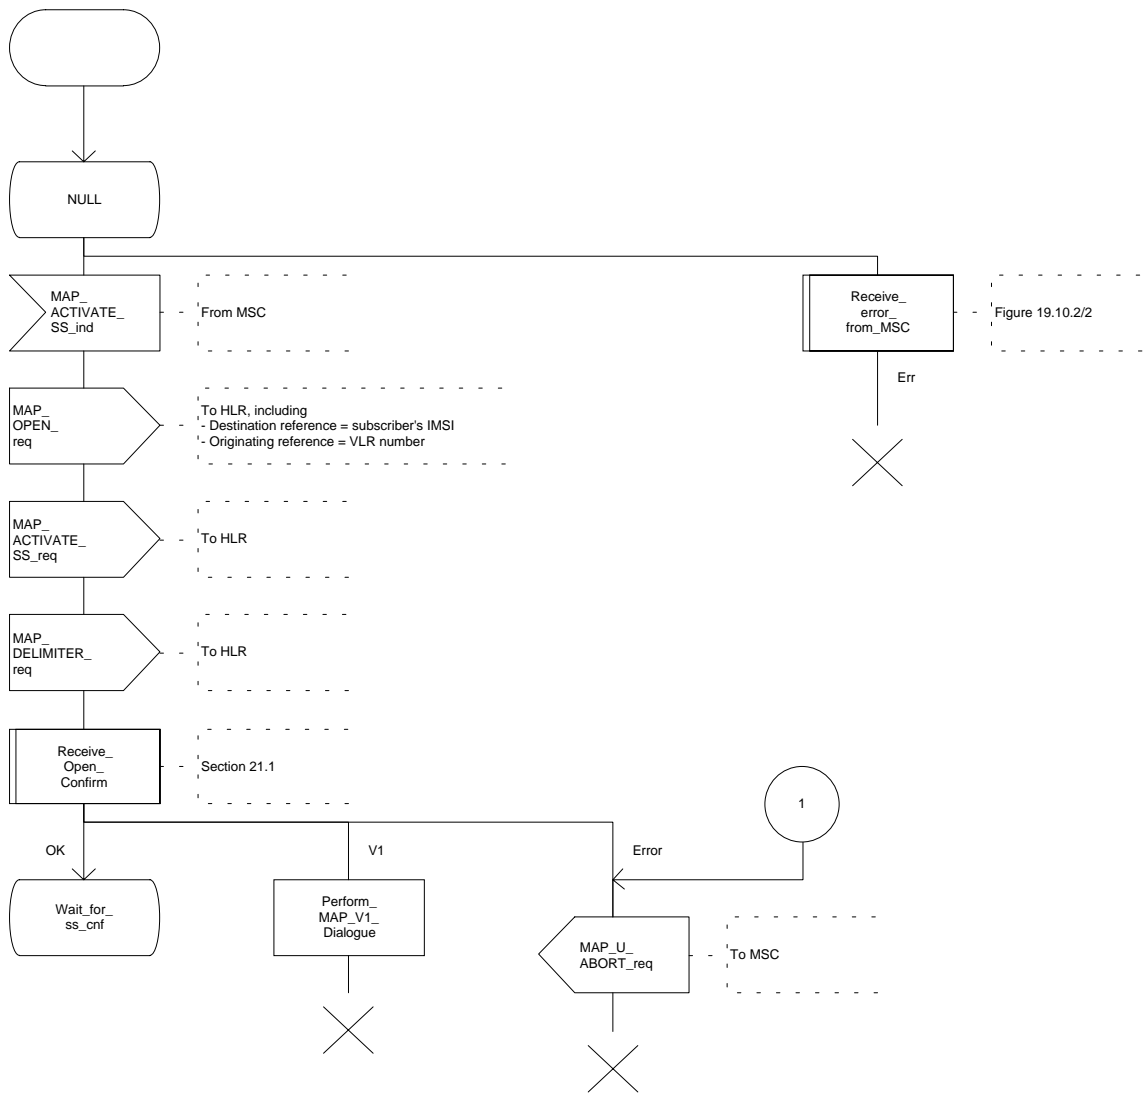 NULL
MAP_
ACTIVATE_
SS_ind
From MSC
Receive_
error_
from_MSC
Figure 19.10.2/2
Err
MAP_
OPEN_
req
To HLR, including
- Destination reference = subscriber's IMSI
- Originating reference = VLR number
MAP_
ACTIVATE_
SS_req
To HLR
MAP_
DELIMITER_
req
To HLR
Receive_
Open_
Confirm
Section 21.1
1
OK
V1
Error
Wait_for_
ss_cnf
Perform_
MAP_V1_
Dialogue
MAP_U_
ABORT_req
To MSC